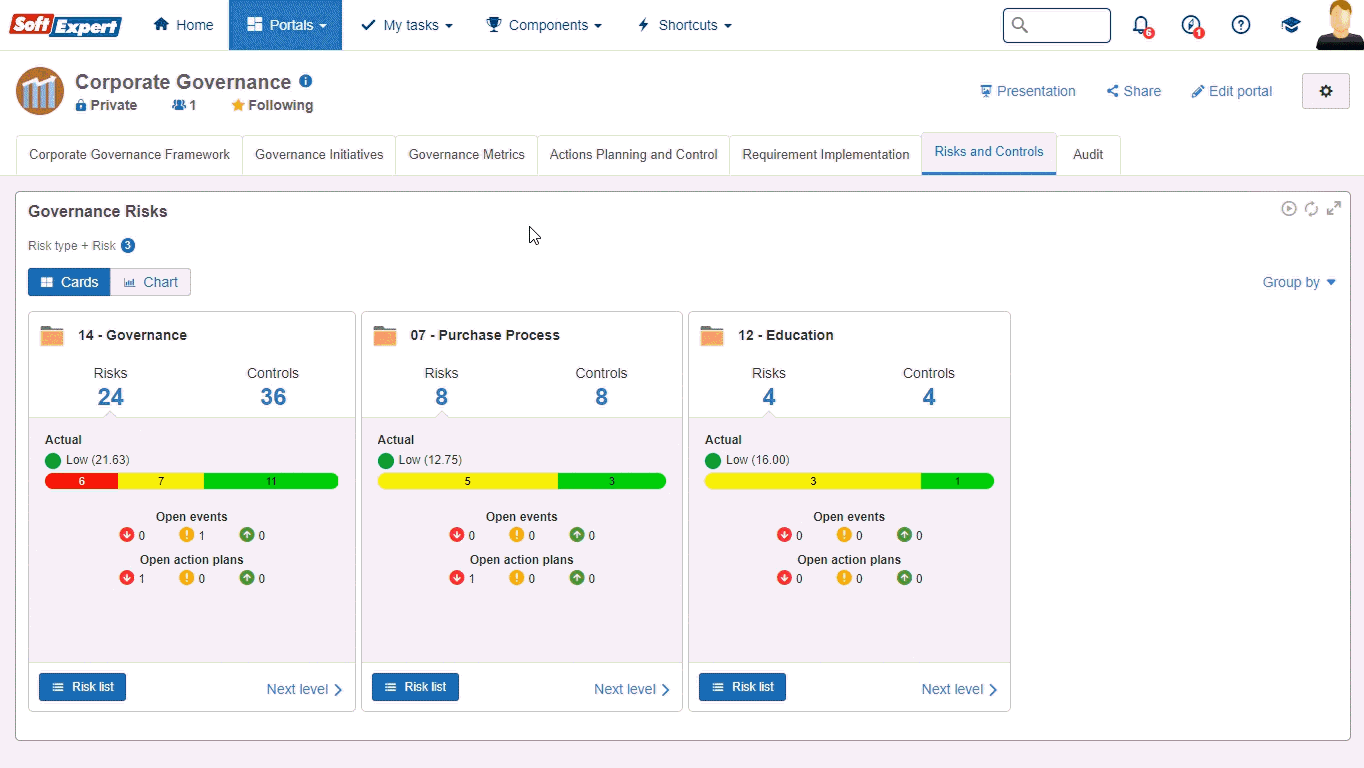 Soft Expert Home Portals My tasks Components Shortcuts 6 1
Corporate Governance
Private 1 Following Presentation Share Edit portal
Corporate Governance Framework Governance Initiatives Governance Metrics Actions Planning and Control Requirement Implementation Risks and Controls Audit
Governance Risks
Risk type + Risk 3
Cards Chart Group by
14 - Governance 07 - Purchase Process 12 - Education
Risks Controls Risks Controls Risks Controls
24 36 8 8 4 4
Actual Actual Actual
Low (21.63) Low (12.75) Low (16.00)
6 7 11 5 3 3 1
Open events Open events Open events
0 1 0 0 0 0 0 0 0
Open action plans Open action plans Open action plans
1 0 0 1 0 0 0 0 0
Risk list Next level Risk list Next level Risk list Next level